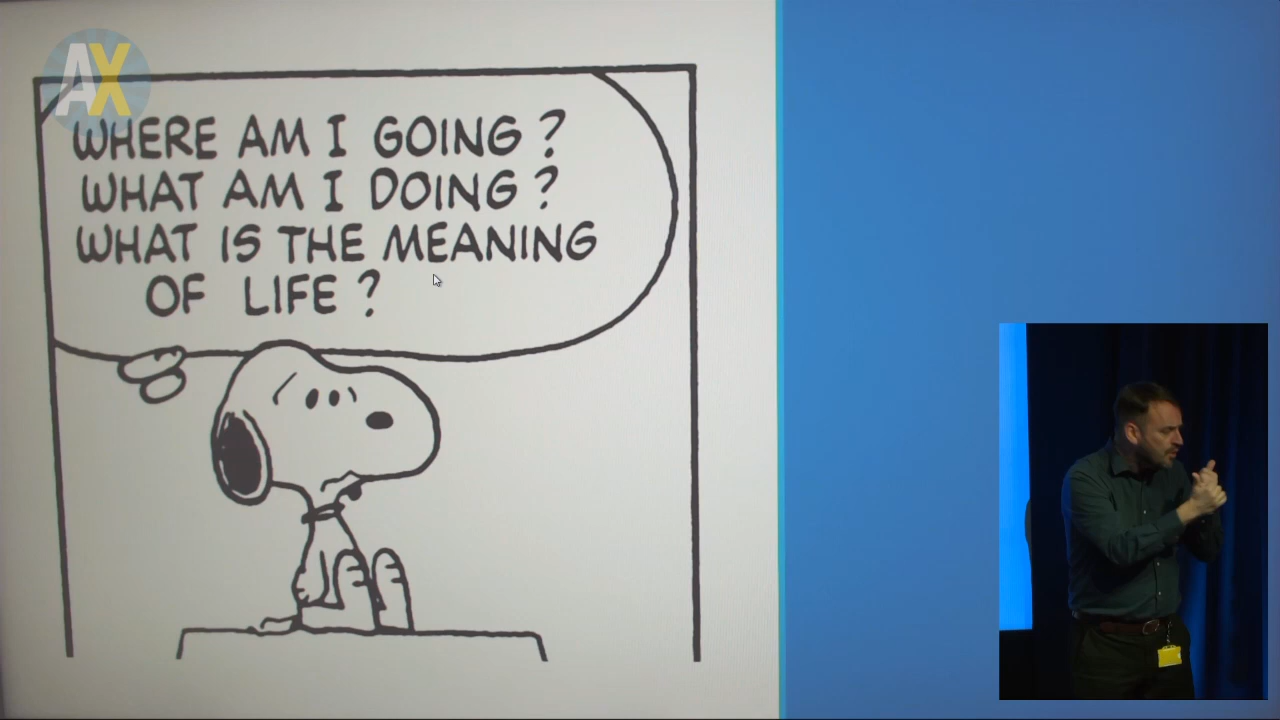 AX
WHERE AM I GOING?
WHAT AM I DOING?
WHAT IS THE MEANING
OF LIFE?